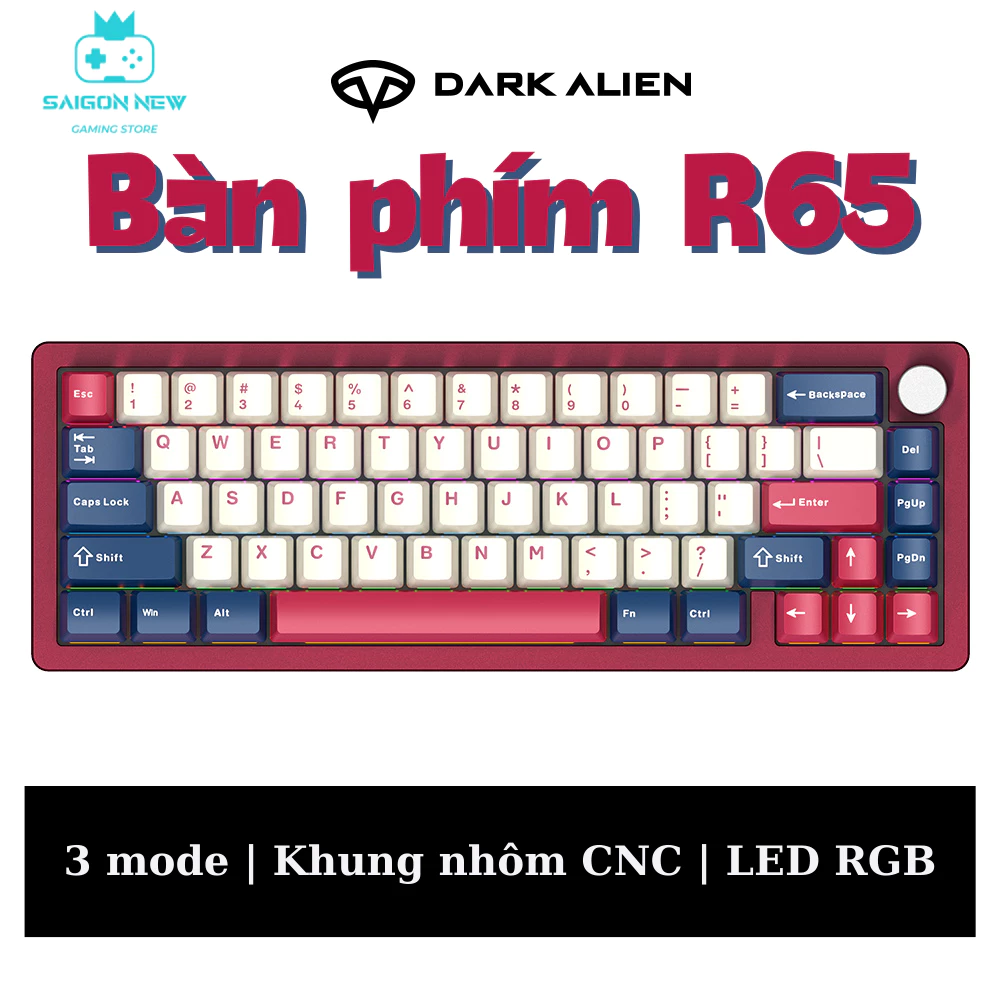 SAIGON NEW
GAMING STORE
DARK ALIEN
Bàn phím R65
Esc ! 1 @ 2 # 3 $ 4 % 5 ^ 6 & 7 * 8 ( 9 ) 0 — - + = ← BackSpace
Tab Q W E R T Y U I O P { [ } ] | \ Del
Caps Lock A S D F G H J K L : ; " ' Enter PgUp
Shift Z X C V B N M < , > . ? / Shift ↑ PgDn
Ctrl Win Alt Fn Ctrl ← ↓ →
3 mode | Khung nhôm CNC | LED RGB